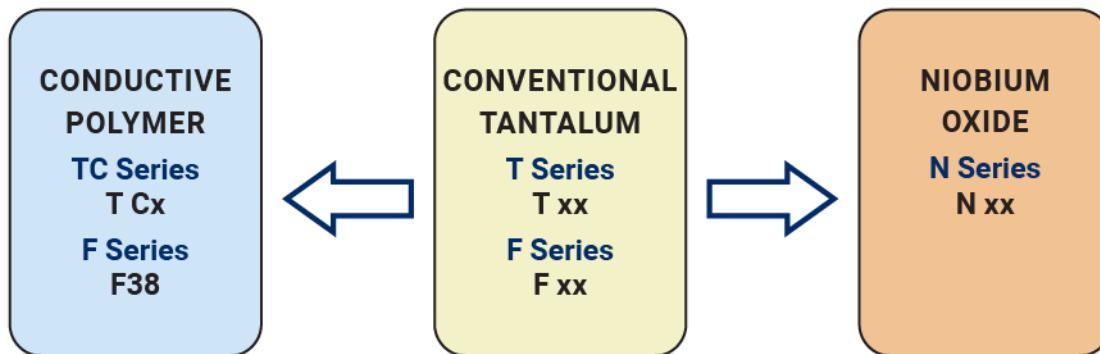 CONDUCTIVE
POLYMER
TC Series
T Cx
F Series
F38
CONVENTIONAL
TANTALUM
T Series
T xx
F Series
F xx
NIOBIUM
OXIDE
N Series
N xx